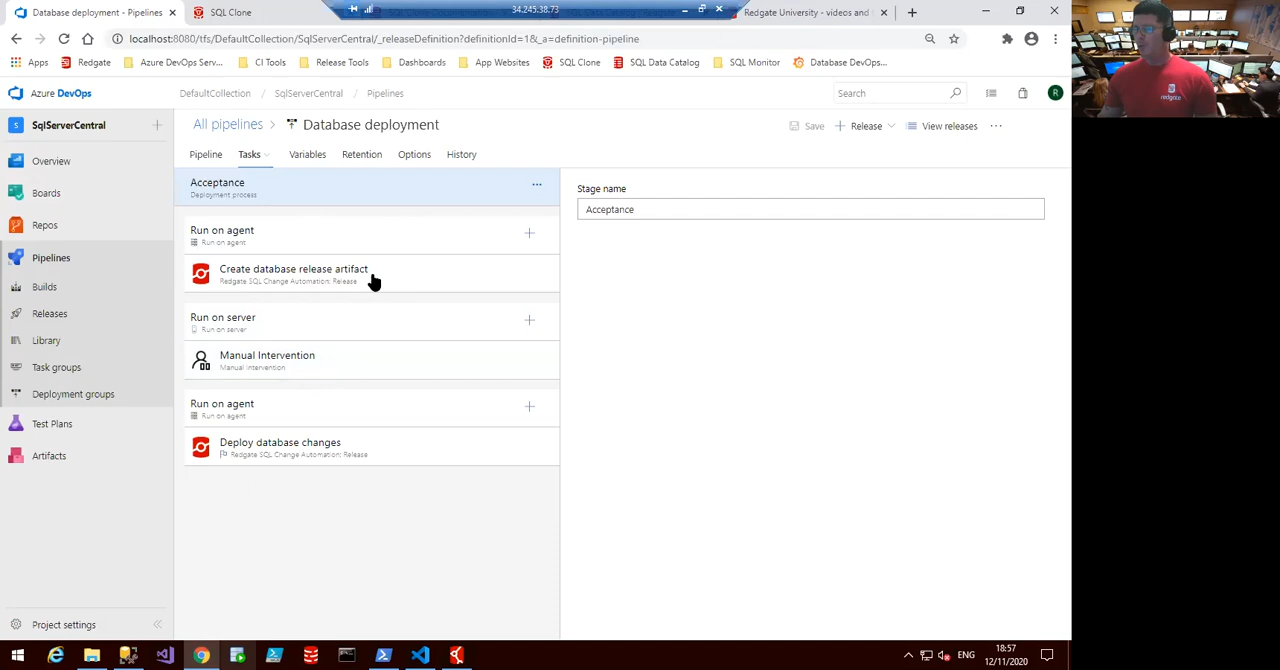 Database deployment - Pipelines
SQL Clone
34.245.38.73
Redgate University - videos and
localhost:8080/tfs/DefaultCollection/SqlServerCentral/_releaseDefinition?definitionId=1&_a=definition-pipeline
Apps
Redgate
Azure DevOps Serv...
CI Tools
Release Tools
Dashboards
App Websites
SQL Clone
SQL Data Catalog
SQL Monitor
Database DevOps...
Azure DevOps
DefaultCollection / SqlServerCentral / Pipelines
Search
R
S SqlServerCentral
All pipelines > Database deployment
Save
Release
View releases
Pipeline
Tasks
Variables
Retention
Options
History
Overview
Boards
Repos
Pipelines
Builds
Releases
Library
Task groups
Deployment groups
Test Plans
Artifacts
Project settings
Acceptance
Deployment process
Run on agent
Run on agent
Create database release artifact
Redgate SQL Change Automation: Release
Run on server
Run on server
Manual Intervention
Manual Intervention
Run on agent
Run on agent
Deploy database changes
Redgate SQL Change Automation: Release
Stage name
Acceptance
redgate
ENG
18:57
12/11/2020